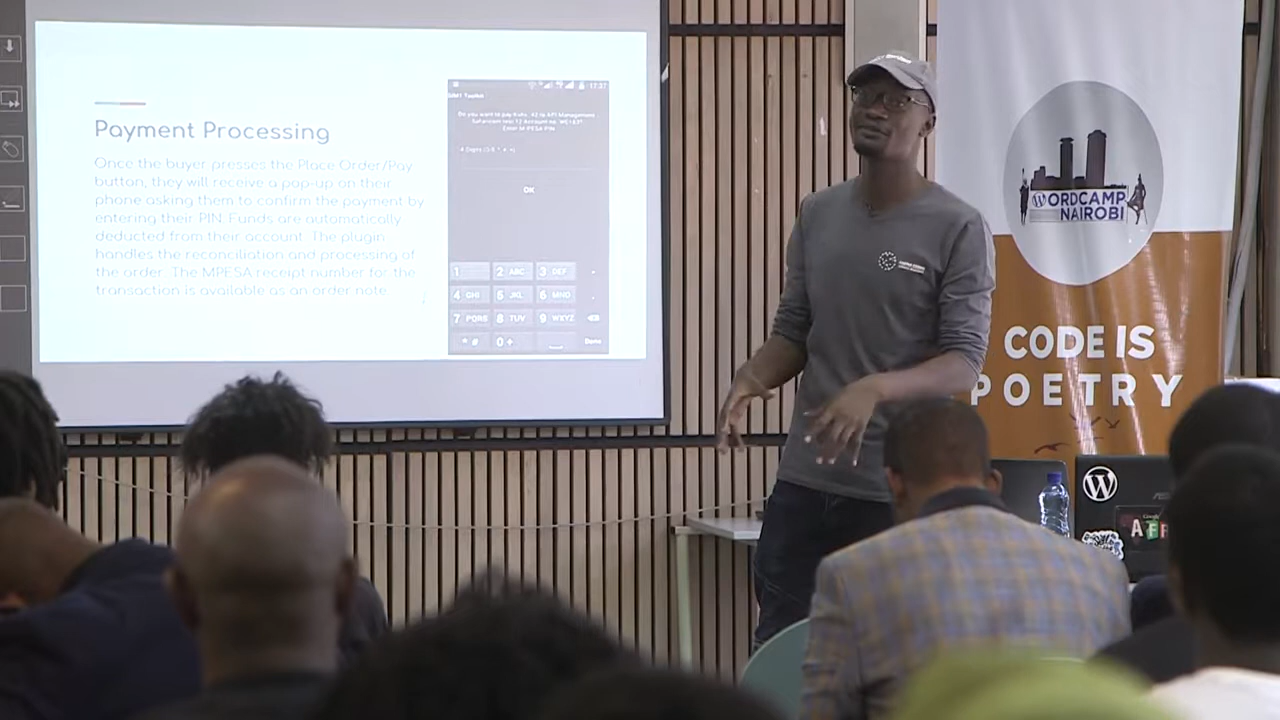 Payment Processing
Once the buyer presses the Place Order/Pay
button, they will receive a pop-up on their
phone asking them to confirm the payment by
entering their PIN. Funds are automatically
deducted from their account. The plugin
handles the reconciliation and processing of
the order. The MPESA receipt number for the
transaction is available as an order note
17:37
SIM1 Toolkit
OK
1 2 ABC 3 DEF
4 GHI 5 JKL 6 MNO
7 PQRS 8 TUV 9 WXYZ
* # 0 + Done
WORDCAMP
NAIROBI
CODE IS
POETRY
W